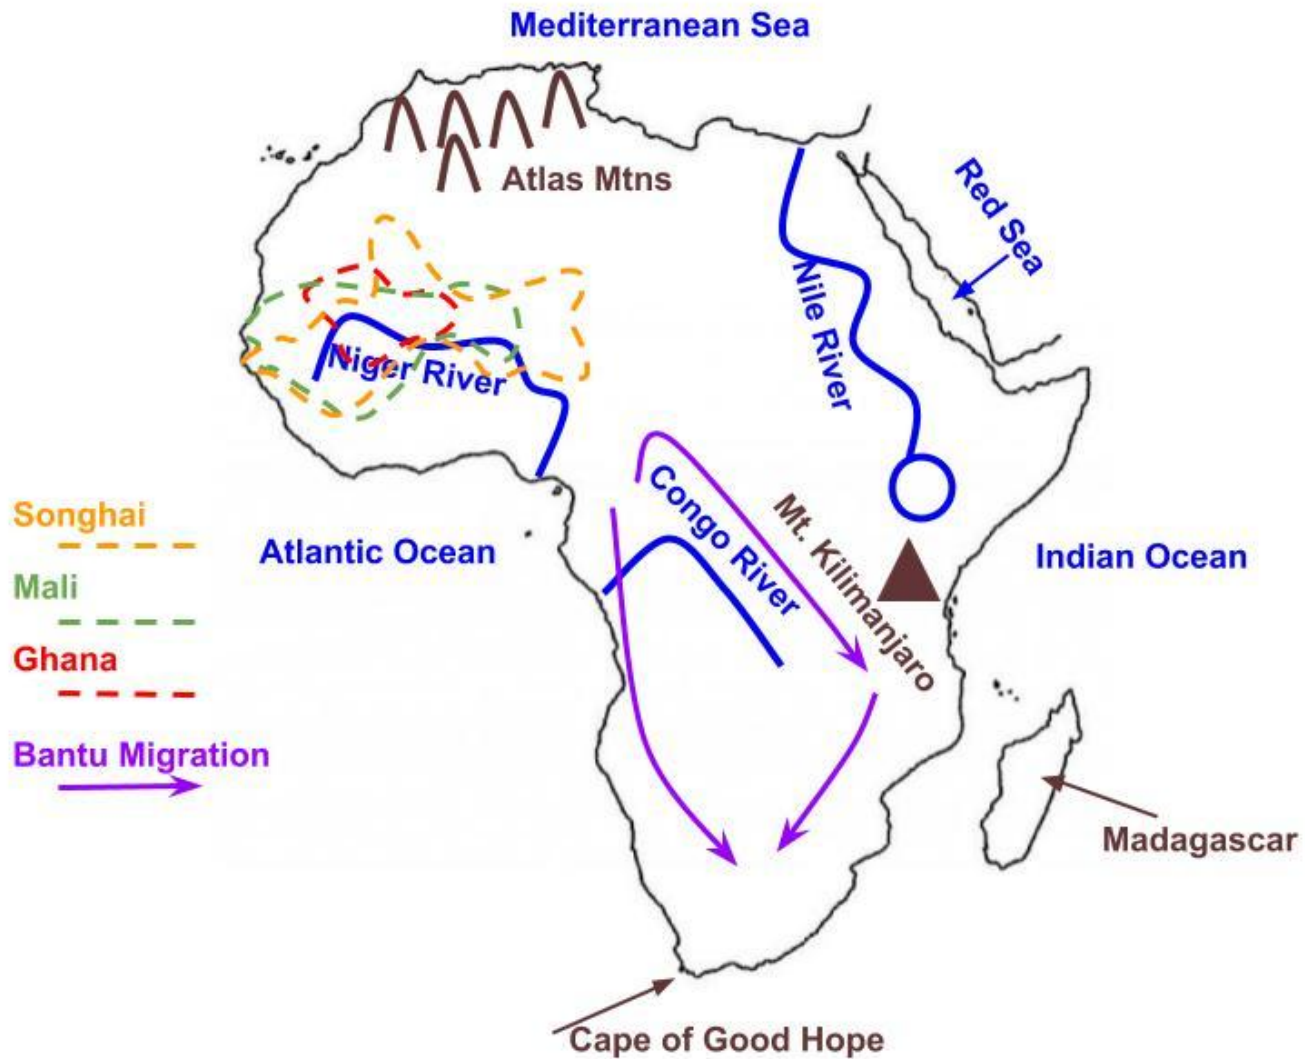 Mediterranean Sea
Atlas Mtns
Red Sea
Nile River
Niger River
Congo River
Mt. Kilimanjaro
Songhai
Atlantic Ocean
Indian Ocean
Mali
Ghana
Bantu Migration
Madagascar
Cape of Good Hope